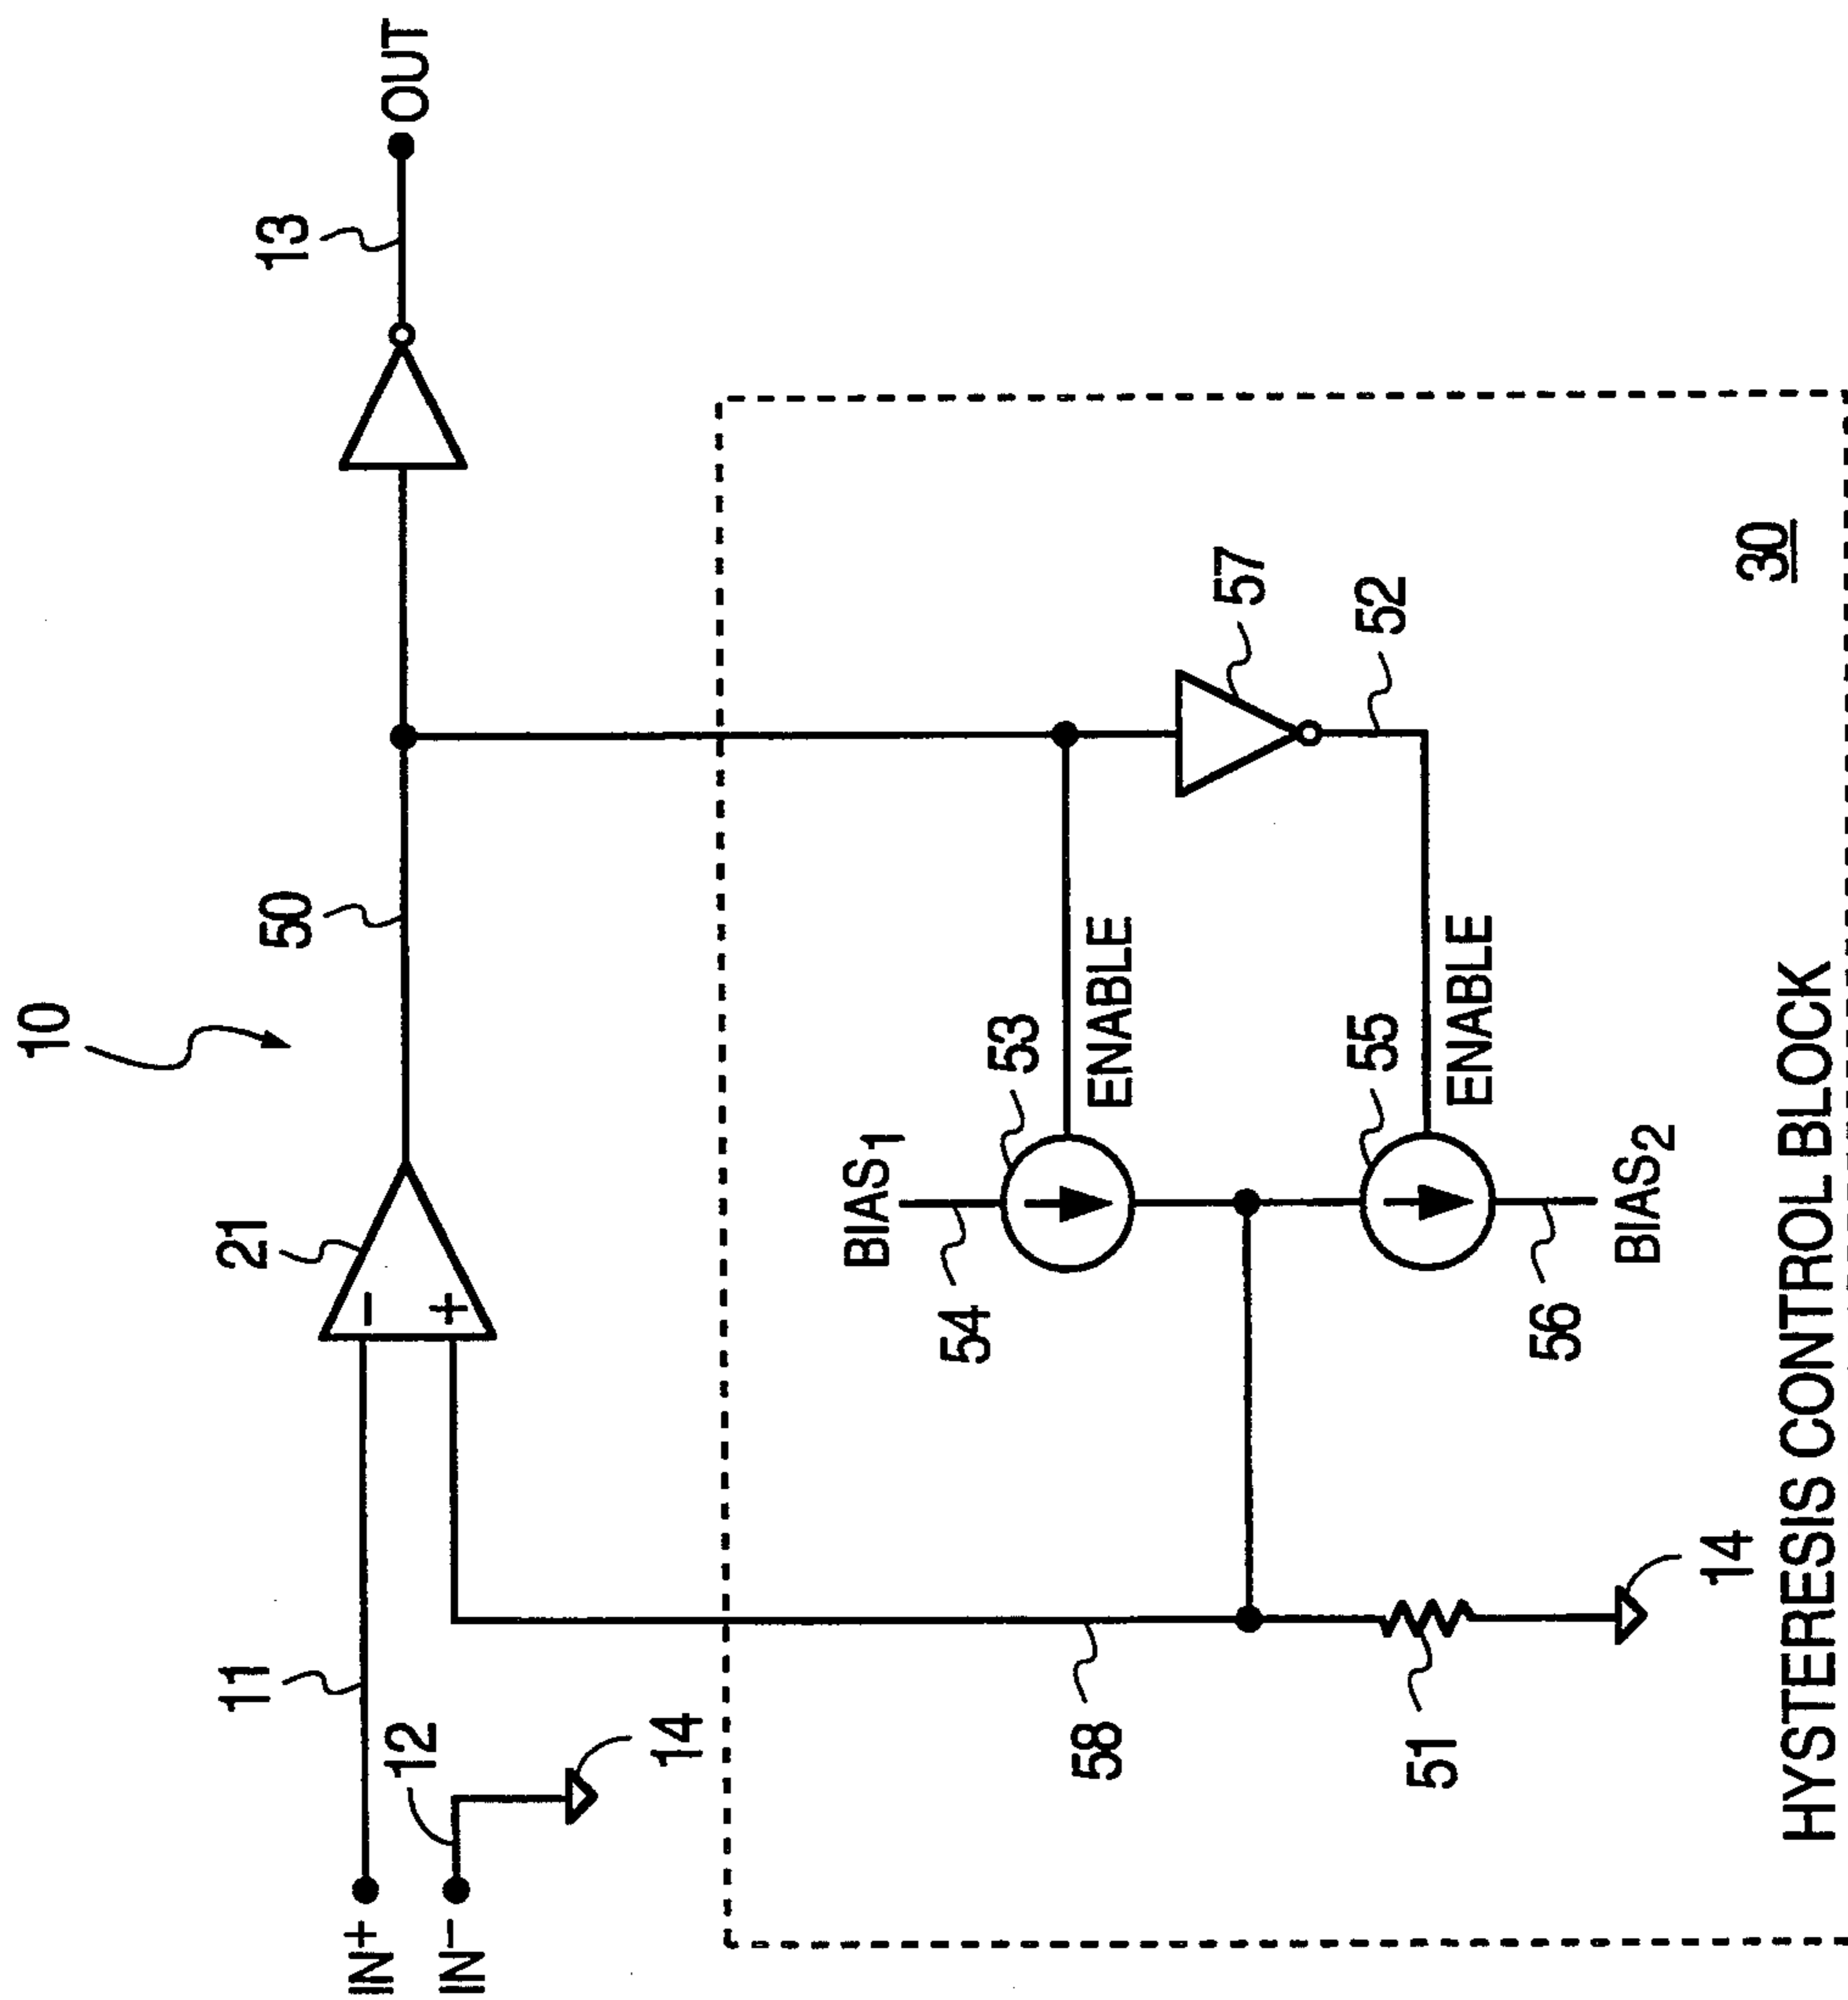 10
50
13
OUT
21
11
IN+
12
IN−
14
BIAS1
53
54
ENABLE
57
58
55
52
ENABLE
51
56
BIAS2
14
30
HYSTERESIS CONTROL BLOCK